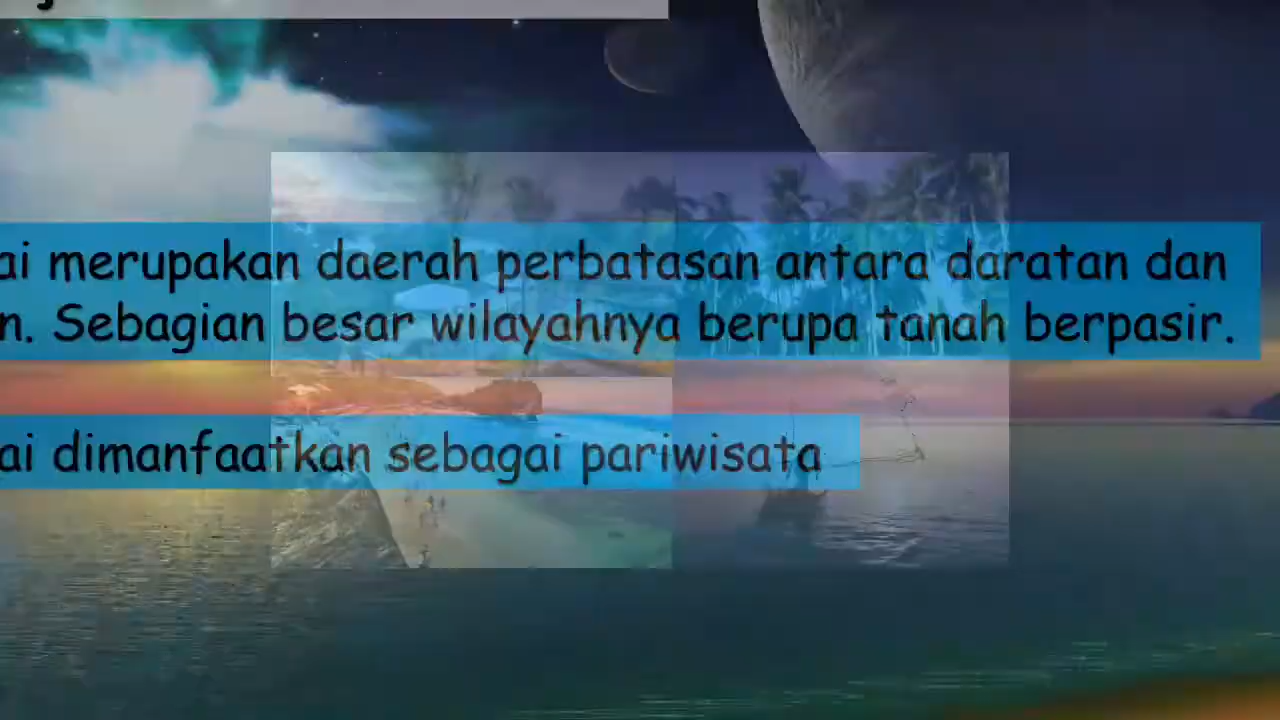 ai merupakan daerah perbatasan antara daratan dan
n. Sebagian besar wilayahnya berupa tanah berpasir.
ai dimanfaatkan sebagai pariwisata